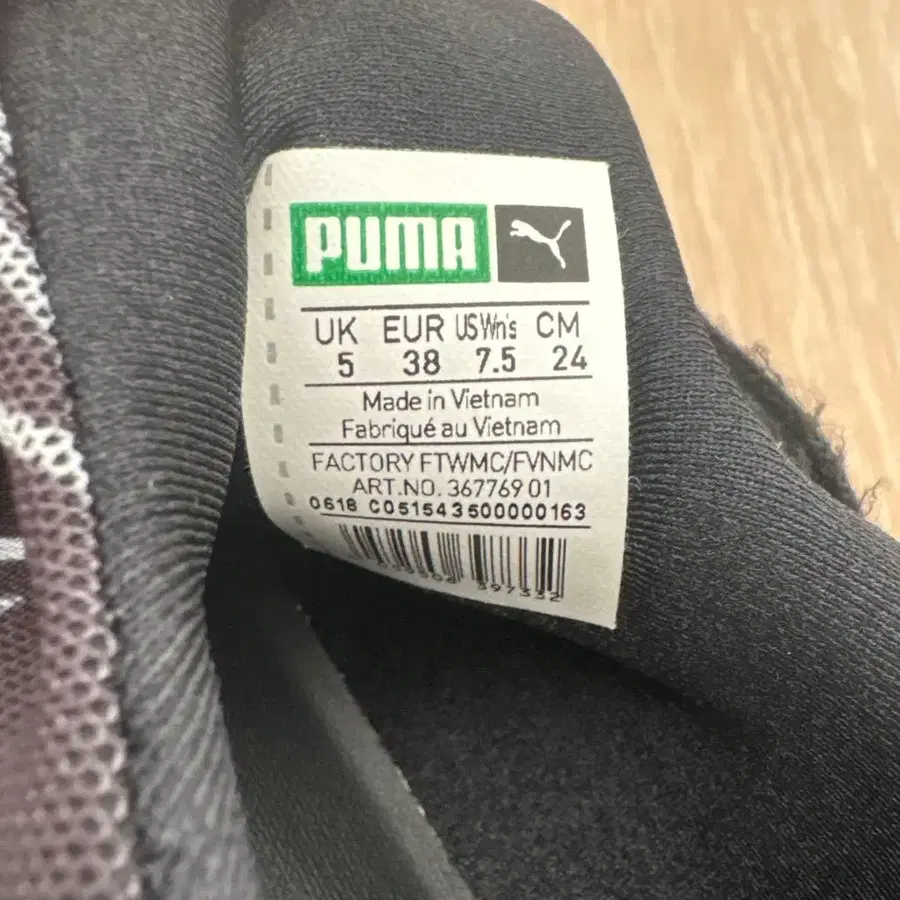 PUMA
UK EUR US Wn's CM
5 38 7.5 24
Made in Vietnam
Fabriqué au Vietnam
FACTORY FTWMC/FVNMC
ART.NO. 367769 01
0618 C051543500000163
597332